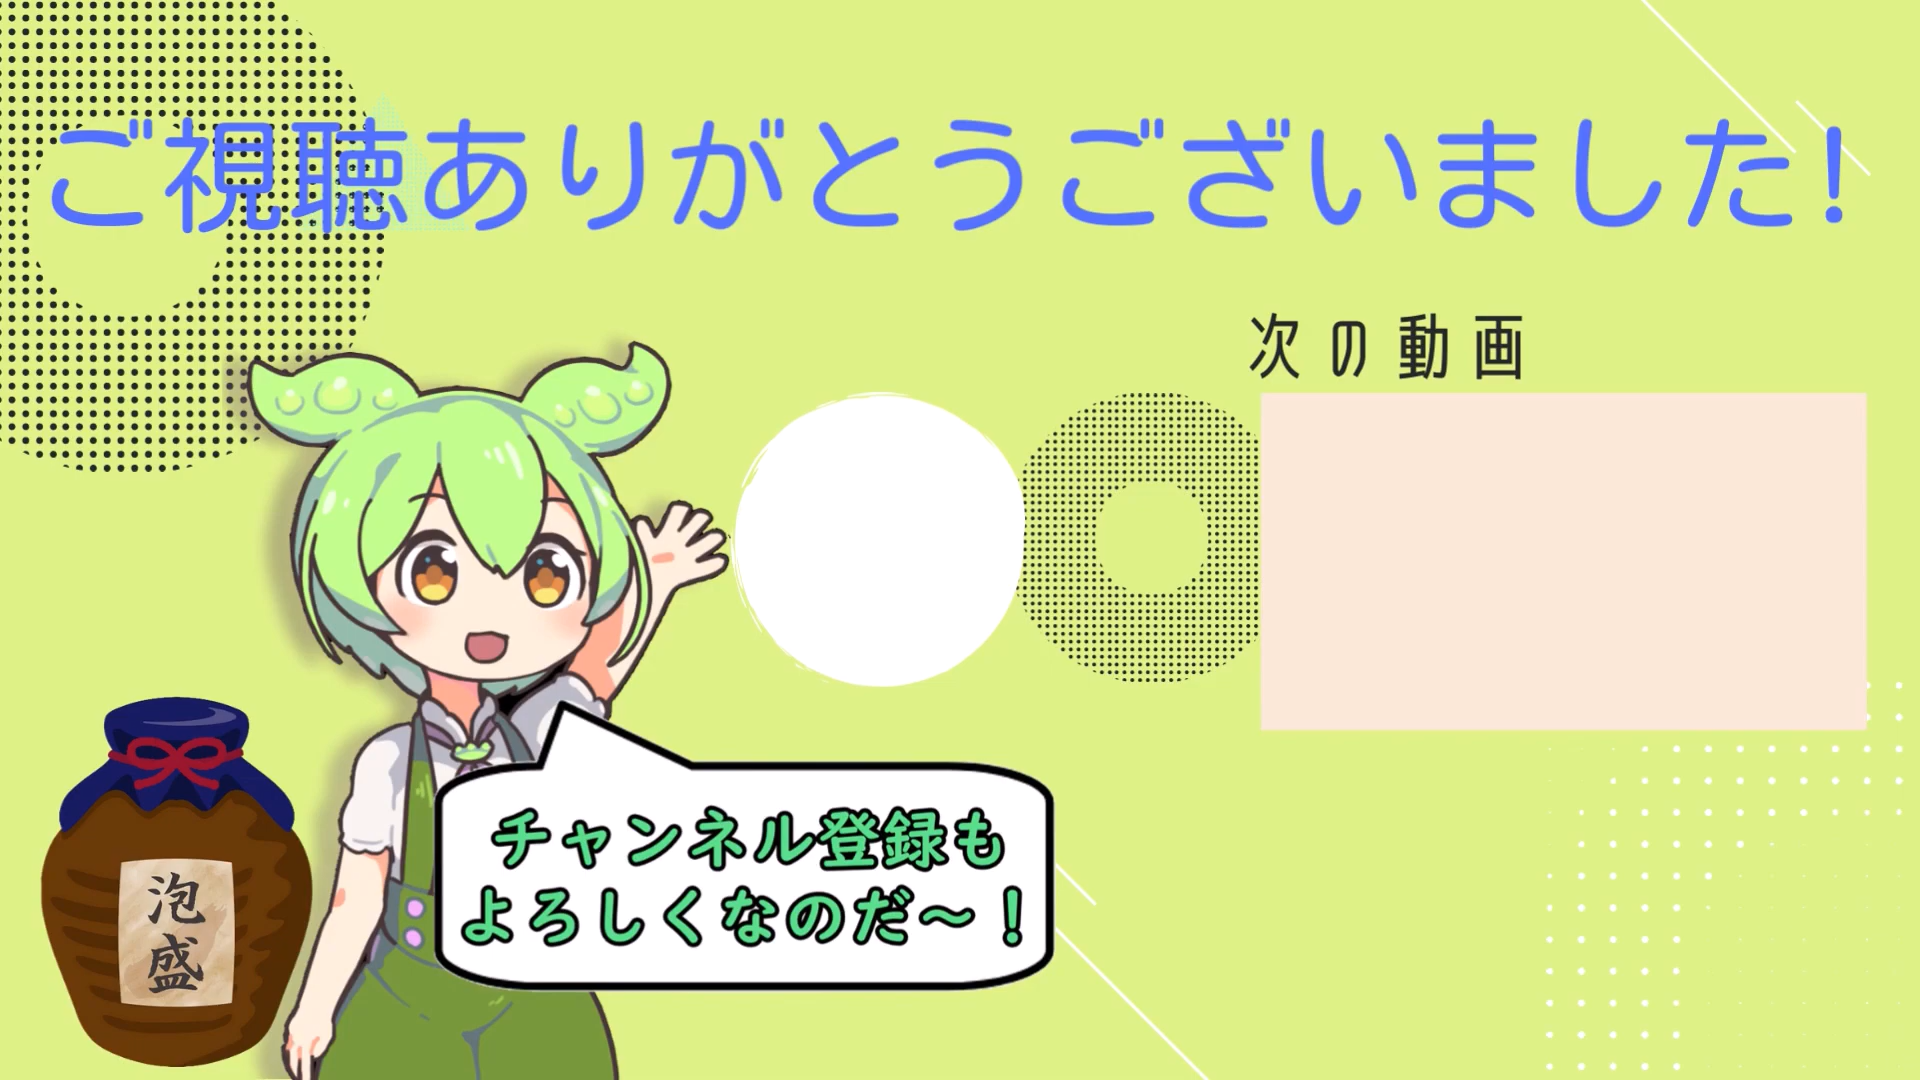 ご視聴ありがとうございました!
次の動画
チャンネル登録も
よろしくなのだ～！
泡盛